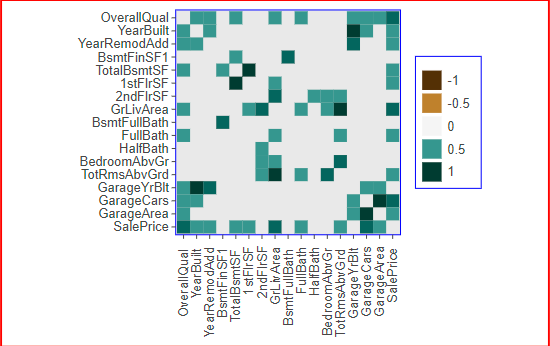 OverallQual
YearBuilt
YearRemodAdd
BsmtFinSF1
TotalBsmtSF
1stFlrSF
2ndFlrSF
GrLivArea
BsmtFullBath
FullBath
HalfBath
BedroomAbvGr
TotRmsAbvGrd
GarageYrBlt
GarageCars
GarageArea
SalePrice
OverallQual
YearBuilt
YearRemodAdd
BsmtFinSF1
TotalBsmtSF
1stFlrSF
2ndFlrSF
GrLivArea
BsmtFullBath
FullBath
HalfBath
BedroomAbvGr
TotRmsAbvGrd
GarageYrBlt
GarageCars
GarageArea
SalePrice
-1
-0.5
0
0.5
1